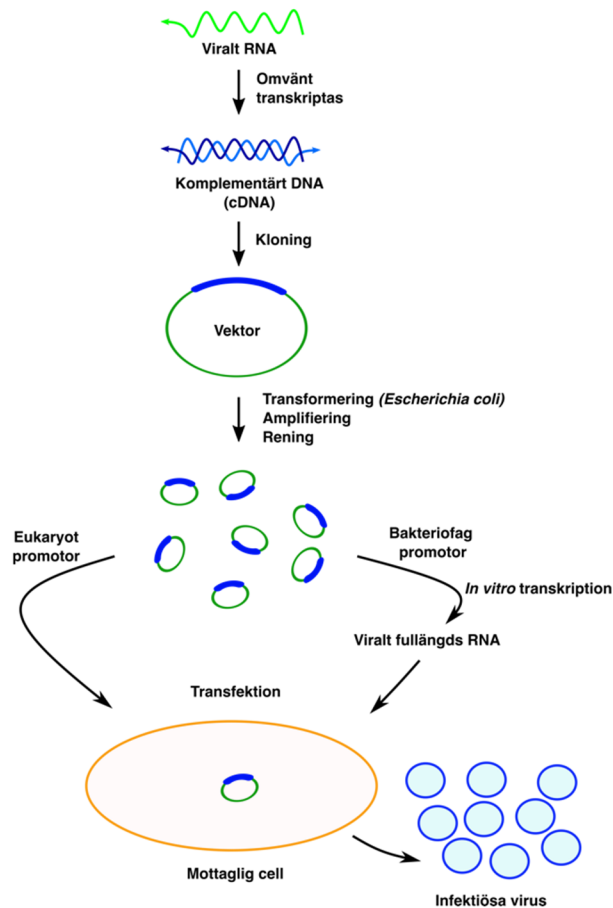 Viralt RNA
Omvänt
transkriptas
Komplementärt DNA
(cDNA)
Kloning
Vektor
Transformering (Escherichia coli)
Amplifiering
Rening
Eukaryot
promotor
Bakteriofag
promotor
In vitro transkription
Viralt fullängds RNA
Transfektion
Mottaglig cell
Infektiösa virus